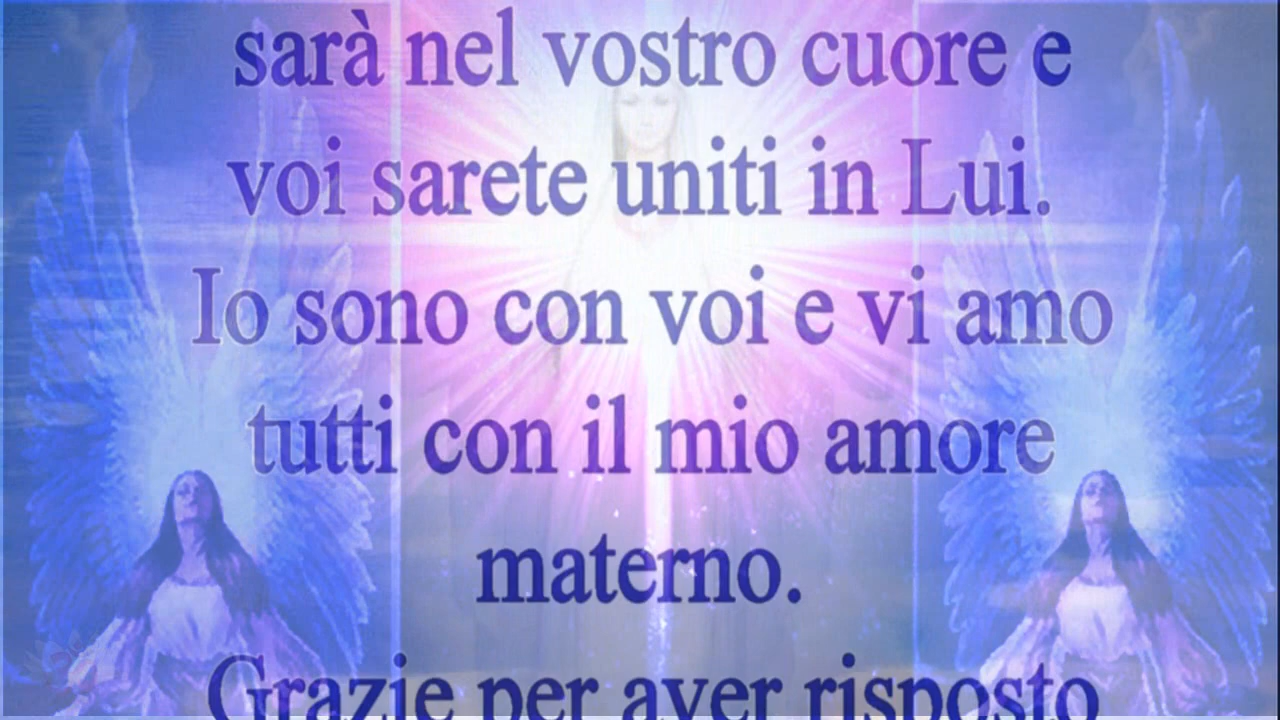 sarà nel vostro cuore e
voi sarete uniti in Lui.
Io sono con voi e vi amo
tutti con il mio amore
materno.
Grazie per aver risposto